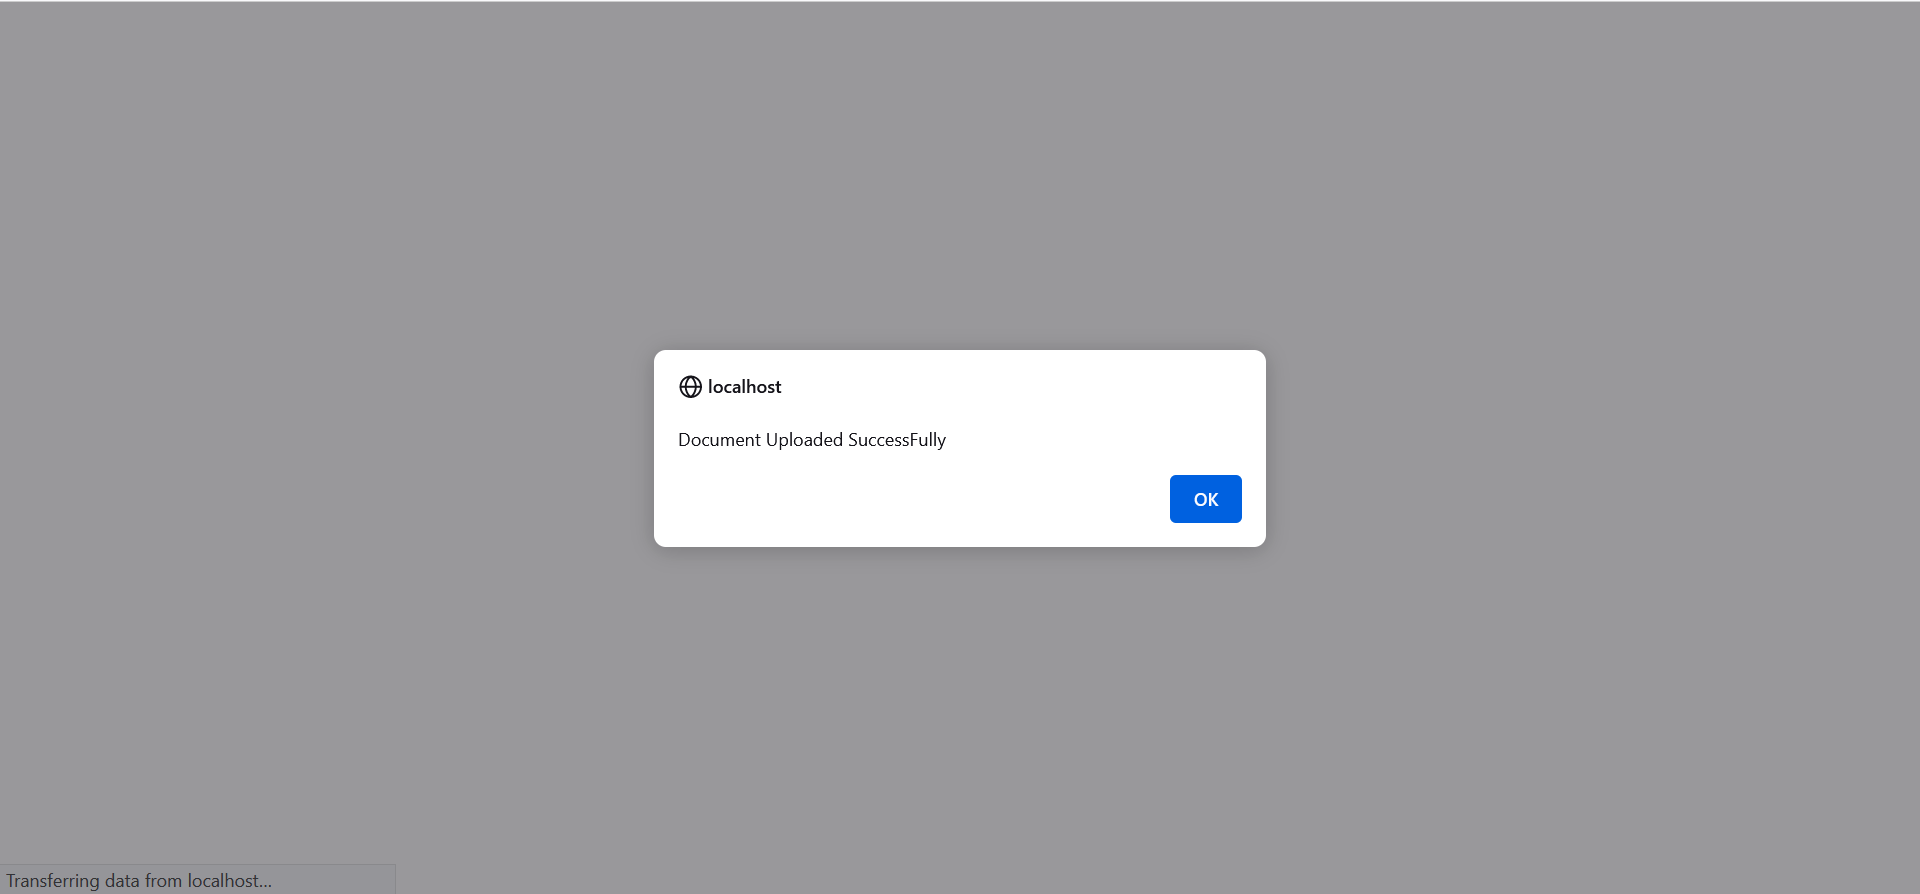 localhost
Document Uploaded SuccessFully
OK
Transferring data from localhost...